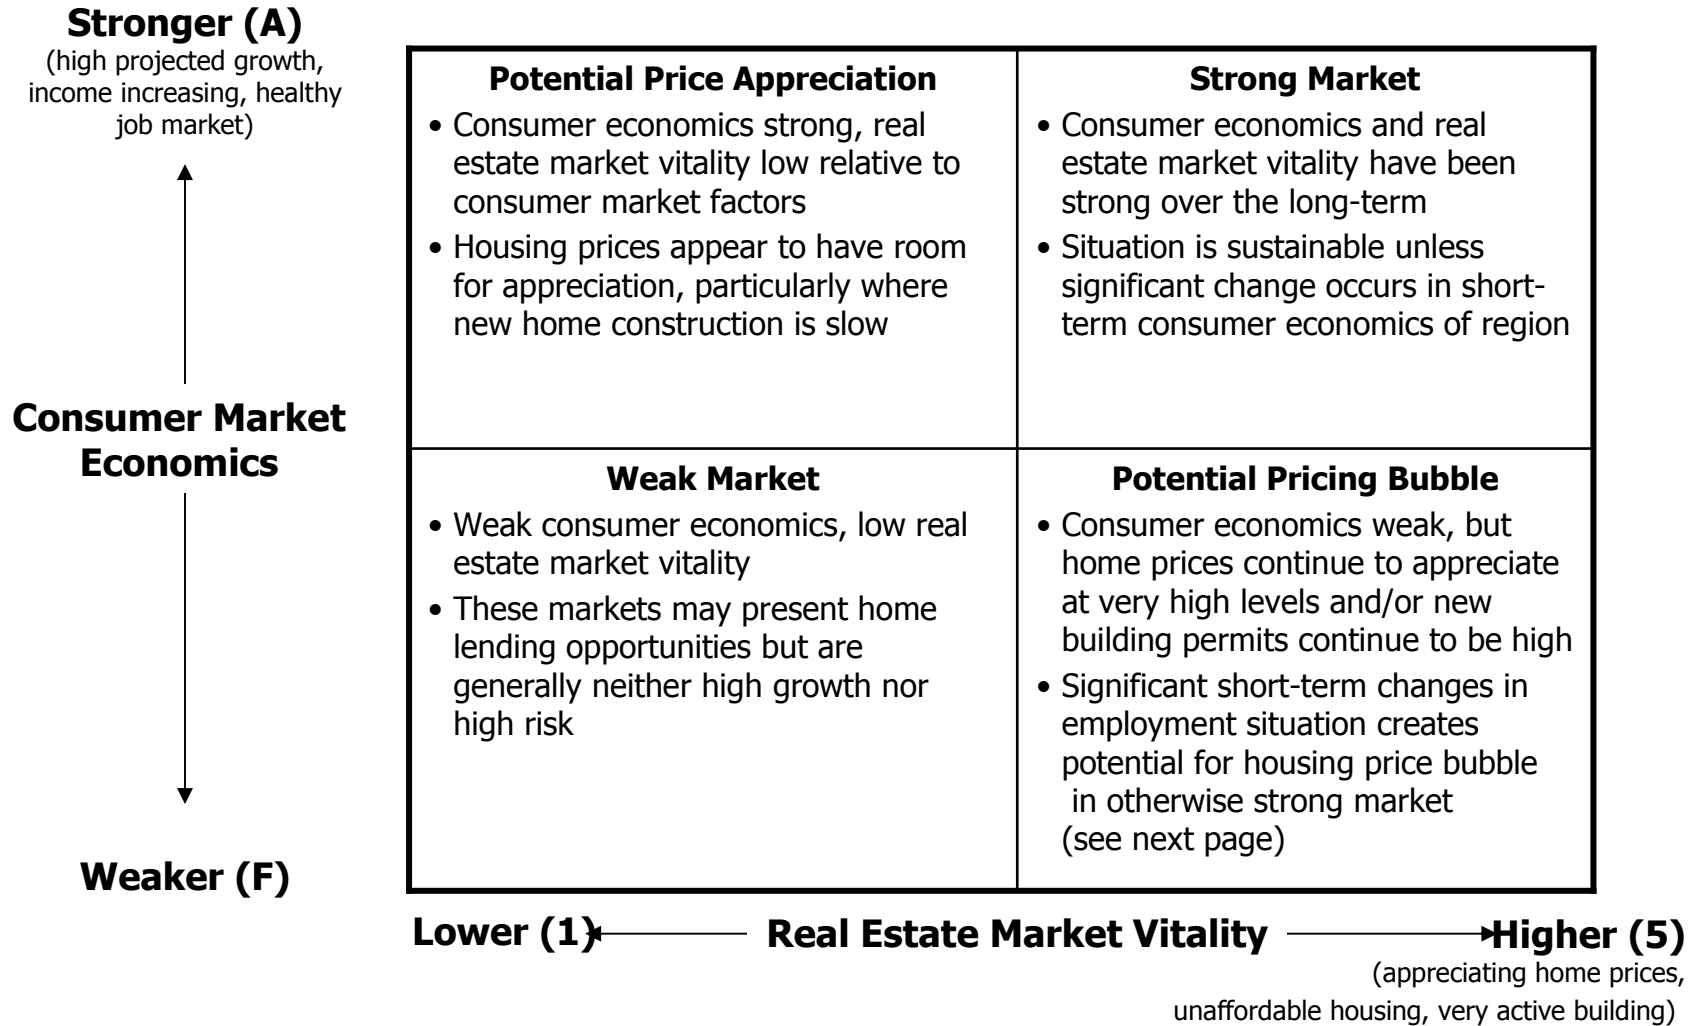 Stronger (A)
(high projected growth,
income increasing, healthy
job market)
Consumer Market
Economics
Weaker (F)
Potential Price Appreciation
• Consumer economics strong, real
estate market vitality low relative to
consumer market factors
• Housing prices appear to have room
for appreciation, particularly where
new home construction is slow
Strong Market
• Consumer economics and real
estate market vitality have been
strong over the long-term
• Situation is sustainable unless
significant change occurs in short-
term consumer economics of region
Weak Market
• Weak consumer economics, low real
estate market vitality
• These markets may present home
lending opportunities but are
generally neither high growth nor
high risk
Potential Pricing Bubble
• Consumer economics weak, but
home prices continue to appreciate
at very high levels and/or new
building permits continue to be high
• Significant short-term changes in
employment situation creates
potential for housing price bubble
in otherwise strong market
(see next page)
Lower (1)
Real Estate Market Vitality
Higher (5)
(appreciating home prices,
unaffordable housing, very active building)